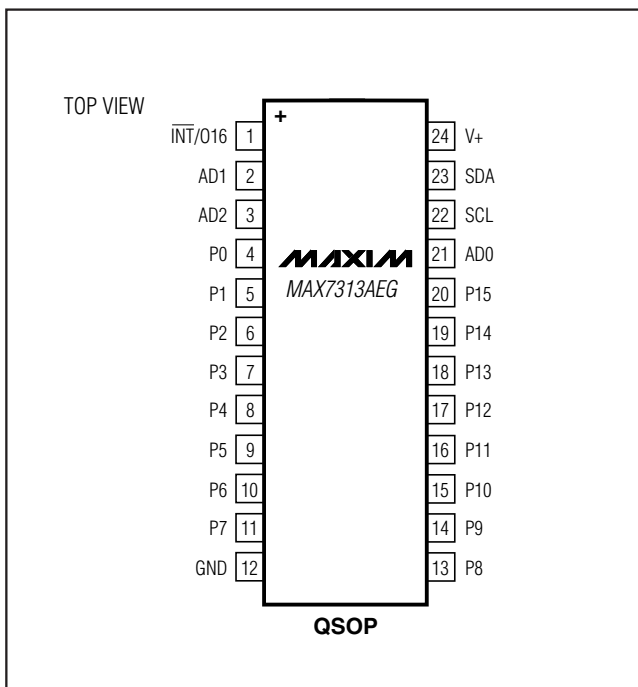 TOP VIEW
+
I̅N̅T̅/O16 1 24 V+
AD1 2 23 SDA
AD2 3 22 SCL
P0 4 21 AD0
MAXIM
MAX7313AEG
P1 5 20 P15
P2 6 19 P14
P3 7 18 P13
P4 8 17 P12
P5 9 16 P11
P6 10 15 P10
P7 11 14 P9
GND 12 13 P8
QSOP